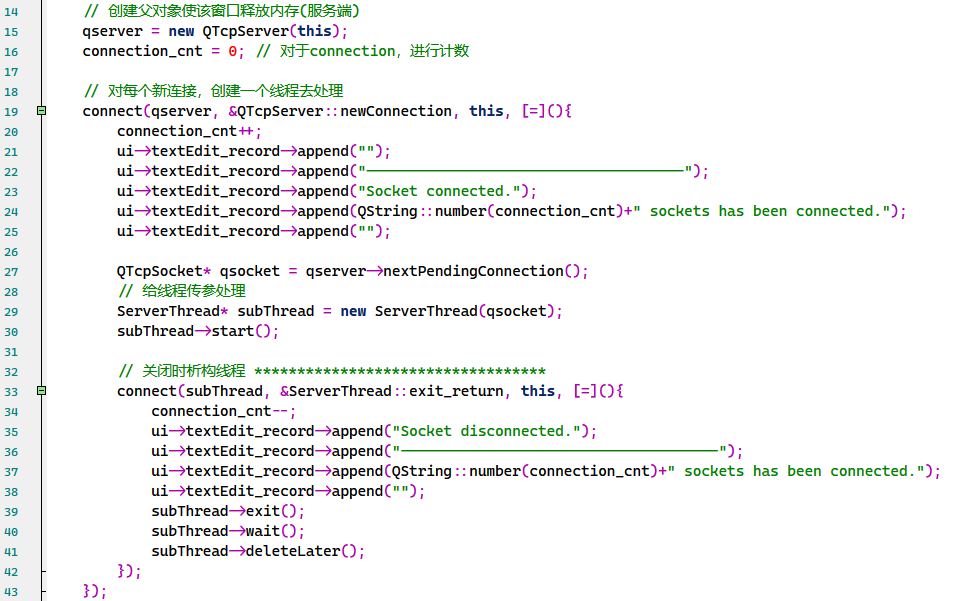 14 // 创建父对象使该窗口释放内存(服务端)
15 qserver = new QTcpServer(this);
16 connection_cnt = 0; // 对于connection，进行计数
17
18 // 对每个新连接，创建一个线程去处理
19 connect(qserver, &QTcpServer::newConnection, this, [=](){
20 connection_cnt++;
21 ui->textEdit_record->append("");
22 ui->textEdit_record->append("-------------------------------------");
23 ui->textEdit_record->append("Socket connected.");
24 ui->textEdit_record->append(QString::number(connection_cnt)+" sockets has been connected.");
25 ui->textEdit_record->append("");
26
27 QTcpSocket* qsocket = qserver->nextPendingConnection();
28 // 给线程传参处理
29 ServerThread* subThread = new ServerThread(qsocket);
30 subThread->start();
31
32 // 关闭时析构线程 **********************************
33 connect(subThread, &ServerThread::exit_return, this, [=](){
34 connection_cnt--;
35 ui->textEdit_record->append("Socket disconnected.");
36 ui->textEdit_record->append("-------------------------------------");
37 ui->textEdit_record->append(QString::number(connection_cnt)+" sockets has been connected.");
38 ui->textEdit_record->append("");
39 subThread->exit();
40 subThread->wait();
41 subThread->deleteLater();
42 });
43 });